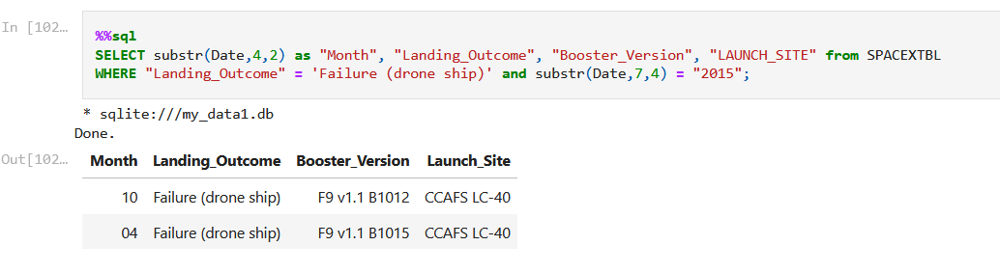 In [102…
%%sql
SELECT substr(Date,4,2) as "Month", "Landing_Outcome", "Booster_Version", "LAUNCH_SITE" from SPACEXTBL
WHERE "Landing_Outcome" = 'Failure (drone ship)' and substr(Date,7,4) = "2015";
* sqlite:///my_data1.db
Done.
Out[102…
Month Landing_Outcome Booster_Version Launch_Site
10 Failure (drone ship) F9 v1.1 B1012 CCAFS LC-40
04 Failure (drone ship) F9 v1.1 B1015 CCAFS LC-40